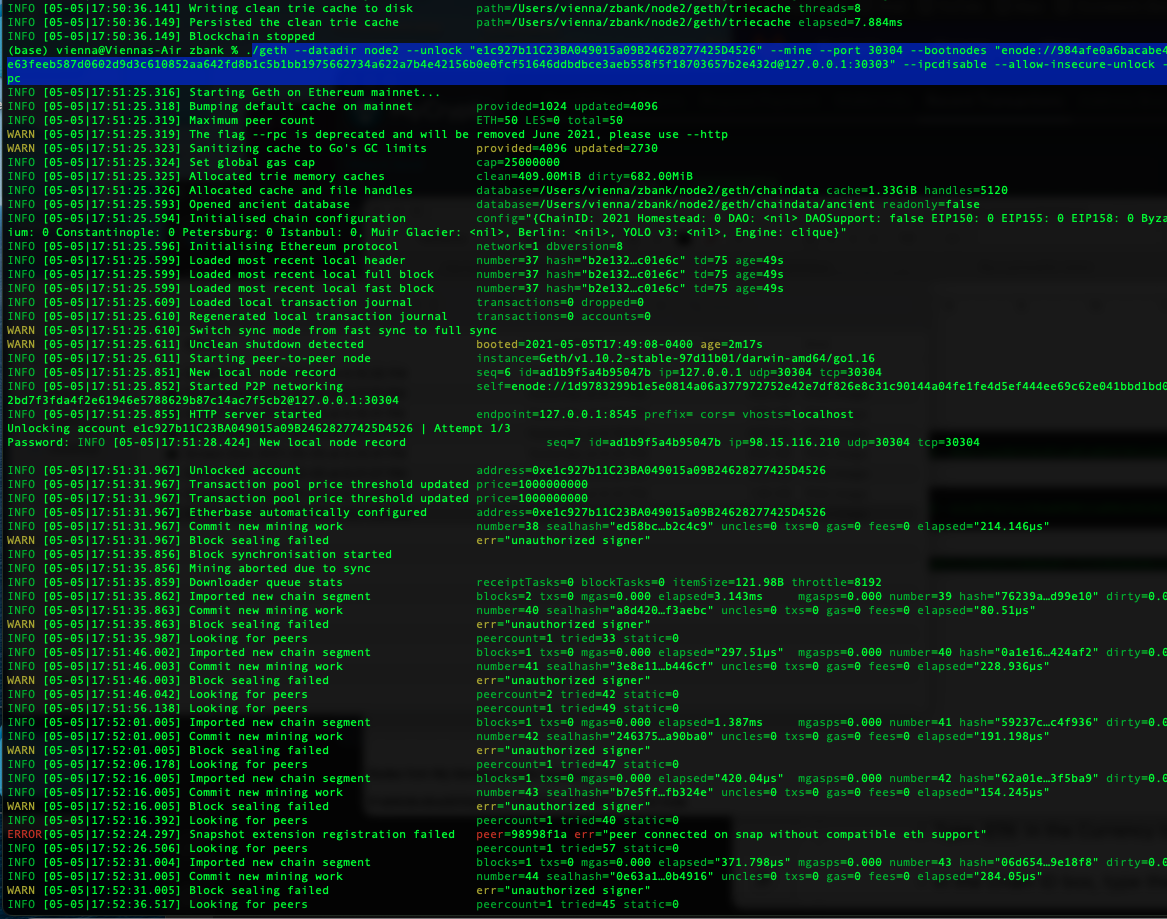 INFO [05-05|17:50:36.141] Writing clean trie cache to disk path=/Users/vienna/zbank/node2/geth/triecache threads=8
INFO [05-05|17:50:36.149] Persisted the clean trie cache path=/Users/vienna/zbank/node2/geth/triecache elapsed=7.884ms
INFO [05-05|17:50:36.149] Blockchain stopped
(base) vienna@Viennas-Air zbank % ./geth --datadir node2 --unlock "e1c927b11C23BA049015a09B24628277425D4526" --mine --port 30304 --bootnodes "enode://984afe0a6bacabe4
e63feeb587d0602d9d3c610852aa642fd8b1c5b1bb1975662734a622a7b4e42156b0e0fcf51646ddbdbce3aeb558f5f18703657b2e432d@127.0.0.1:30303" --ipcdisable --allow-insecure-unlock -
pc
INFO [05-05|17:51:25.316] Starting Geth on Ethereum mainnet...
INFO [05-05|17:51:25.318] Bumping default cache on mainnet provided=1024 updated=4096
INFO [05-05|17:51:25.319] Maximum peer count ETH=50 LES=0 total=50
WARN [05-05|17:51:25.319] The flag --rpc is deprecated and will be removed June 2021, please use --http
WARN [05-05|17:51:25.323] Sanitizing cache to Go's GC limits provided=4096 updated=2730
INFO [05-05|17:51:25.324] Set global gas cap cap=25000000
INFO [05-05|17:51:25.325] Allocated trie memory caches clean=409.00MiB dirty=682.00MiB
INFO [05-05|17:51:25.326] Allocated cache and file handles database=/Users/vienna/zbank/node2/geth/chaindata cache=1.33GiB handles=5120
INFO [05-05|17:51:25.593] Opened ancient database database=/Users/vienna/zbank/node2/geth/chaindata/ancient readonly=false
INFO [05-05|17:51:25.594] Initialised chain configuration config="{ChainID: 2021 Homestead: 0 DAO: <nil> DAOSupport: false EIP150: 0 EIP155: 0 EIP158: 0 Byza
ium: 0 Constantinople: 0 Petersburg: 0 Istanbul: 0, Muir Glacier: <nil>, Berlin: <nil>, YOLO v3: <nil>, Engine: clique}"
INFO [05-05|17:51:25.596] Initialising Ethereum protocol network=1 dbversion=8
INFO [05-05|17:51:25.599] Loaded most recent local header number=37 hash="b2e132…c01e6c" td=75 age=49s
INFO [05-05|17:51:25.599] Loaded most recent local full block number=37 hash="b2e132…c01e6c" td=75 age=49s
INFO [05-05|17:51:25.599] Loaded most recent local fast block number=37 hash="b2e132…c01e6c" td=75 age=49s
INFO [05-05|17:51:25.609] Loaded local transaction journal transactions=0 dropped=0
INFO [05-05|17:51:25.610] Regenerated local transaction journal transactions=0 accounts=0
WARN [05-05|17:51:25.610] Switch sync mode from fast sync to full sync
WARN [05-05|17:51:25.611] Unclean shutdown detected booted=2021-05-05T17:49:08-0400 age=2m17s
INFO [05-05|17:51:25.611] Starting peer-to-peer node instance=Geth/v1.10.2-stable-97d11b01/darwin-amd64/go1.16
INFO [05-05|17:51:25.851] New local node record seq=6 id=ad1b9f5a4b95047b ip=127.0.0.1 udp=30304 tcp=30304
INFO [05-05|17:51:25.852] Started P2P networking self=enode://1d9783299b1e5e0814a06a377972752e42e7df826e8c31c90144a04fe1fe4d5ef444ee69c62e041bbd1bd0
2bd7f3fda4f2e61946e5788629b87c14ac7f5cb2@127.0.0.1:30304
INFO [05-05|17:51:25.855] HTTP server started endpoint=127.0.0.1:8545 prefix= cors= vhosts=localhost
Unlocking account e1c927b11C23BA049015a09B24628277425D4526 | Attempt 1/3
Password: INFO [05-05|17:51:28.424] New local node record seq=7 id=ad1b9f5a4b95047b ip=98.15.116.210 udp=30304 tcp=30304
INFO [05-05|17:51:31.967] Unlocked account address=0xe1c927b11C23BA049015a09B24628277425D4526
INFO [05-05|17:51:31.967] Transaction pool price threshold updated price=1000000000
INFO [05-05|17:51:31.967] Transaction pool price threshold updated price=1000000000
INFO [05-05|17:51:31.967] Etherbase automatically configured address=0xe1c927b11C23BA049015a09B24628277425D4526
INFO [05-05|17:51:31.967] Commit new mining work number=38 sealhash="ed58bc…b2c4c9" uncles=0 txs=0 gas=0 fees=0 elapsed="214.146µs"
WARN [05-05|17:51:31.967] Block sealing failed err="unauthorized signer"
INFO [05-05|17:51:35.856] Block synchronisation started
INFO [05-05|17:51:35.856] Mining aborted due to sync
INFO [05-05|17:51:35.859] Downloader queue stats receiptTasks=0 blockTasks=0 itemSize=121.98B throttle=8192
INFO [05-05|17:51:35.862] Imported new chain segment blocks=2 txs=0 mgas=0.000 elapsed=3.143ms mgasps=0.000 number=39 hash="76239a…d99e10" dirty=0.0
INFO [05-05|17:51:35.863] Commit new mining work number=40 sealhash="a8d420…f3aebc" uncles=0 txs=0 gas=0 fees=0 elapsed="80.51µs"
WARN [05-05|17:51:35.863] Block sealing failed err="unauthorized signer"
INFO [05-05|17:51:35.987] Looking for peers peercount=1 tried=33 static=0
INFO [05-05|17:51:46.002] Imported new chain segment blocks=1 txs=0 mgas=0.000 elapsed="297.51µs" mgasps=0.000 number=40 hash="0a1e16…424af2" dirty=0.0
INFO [05-05|17:51:46.003] Commit new mining work number=41 sealhash="3e8e11…b446cf" uncles=0 txs=0 gas=0 fees=0 elapsed="228.936µs"
WARN [05-05|17:51:46.003] Block sealing failed err="unauthorized signer"
INFO [05-05|17:51:46.042] Looking for peers peercount=2 tried=42 static=0
INFO [05-05|17:51:56.138] Looking for peers peercount=1 tried=49 static=0
INFO [05-05|17:52:01.005] Imported new chain segment blocks=1 txs=0 mgas=0.000 elapsed=1.387ms mgasps=0.000 number=41 hash="59237c…c4f936" dirty=0.0
INFO [05-05|17:52:01.005] Commit new mining work number=42 sealhash="246375…a90ba0" uncles=0 txs=0 gas=0 fees=0 elapsed="191.198µs"
WARN [05-05|17:52:01.005] Block sealing failed err="unauthorized signer"
INFO [05-05|17:52:06.178] Looking for peers peercount=1 tried=47 static=0
INFO [05-05|17:52:16.005] Imported new chain segment blocks=1 txs=0 mgas=0.000 elapsed="420.04µs" mgasps=0.000 number=42 hash="62a01e…3f5ba9" dirty=0.0
INFO [05-05|17:52:16.005] Commit new mining work number=43 sealhash="b7e5ff…fb324e" uncles=0 txs=0 gas=0 fees=0 elapsed="154.245µs"
WARN [05-05|17:52:16.005] Block sealing failed err="unauthorized signer"
INFO [05-05|17:52:16.392] Looking for peers peercount=1 tried=40 static=0
ERROR[05-05|17:52:24.297] Snapshot extension registration failed peer=98998f1a err="peer connected on snap without compatible eth support"
INFO [05-05|17:52:26.506] Looking for peers peercount=1 tried=57 static=0
INFO [05-05|17:52:31.004] Imported new chain segment blocks=1 txs=0 mgas=0.000 elapsed="371.798µs" mgasps=0.000 number=43 hash="06d654…9e18f8" dirty=0.0
INFO [05-05|17:52:31.005] Commit new mining work number=44 sealhash="0e63a1…0b4916" uncles=0 txs=0 gas=0 fees=0 elapsed="284.05µs"
WARN [05-05|17:52:31.005] Block sealing failed err="unauthorized signer"
INFO [05-05|17:52:36.517] Looking for peers peercount=1 tried=45 static=0